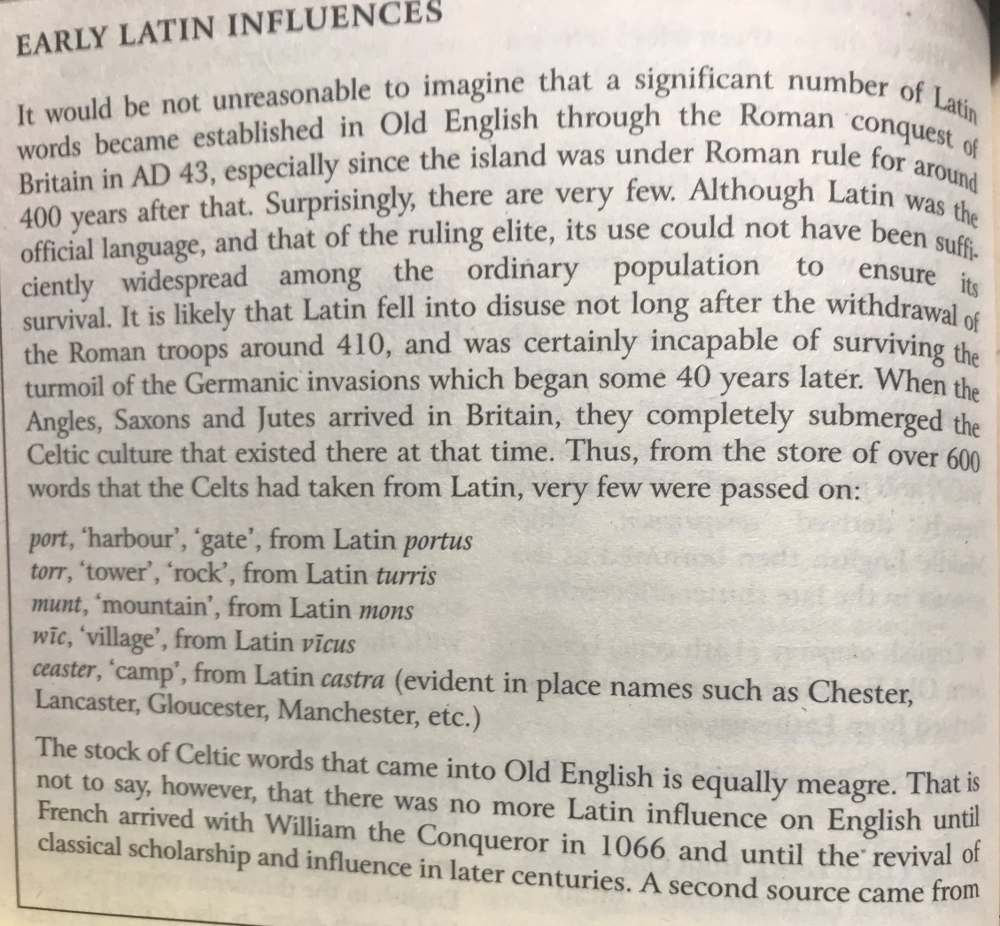 EARLY LATIN INFLUENCES
It would be not unreasonable to imagine that a significant number of Latin
words became established in Old English through the Roman conquest of
Britain in AD 43, especially since the island was under Roman rule for around
400 years after that. Surprisingly, there are very few. Although Latin was the
official language, and that of the ruling elite, its use could not have been suffi-
ciently widespread among the ordinary population to ensure its
survival. It is likely that Latin fell into disuse not long after the withdrawal of
the Roman troops around 410, and was certainly incapable of surviving the
turmoil of the Germanic invasions which began some 40 years later. When the
Angles, Saxons and Jutes arrived in Britain, they completely submerged the
Celtic culture that existed there at that time. Thus, from the store of over 600
words that the Celts had taken from Latin, very few were passed on:
port, ‘harbour’, ‘gate’, from Latin portus
torr, ‘tower’, ‘rock’, from Latin turris
munt, ‘mountain’, from Latin mons
wīc, ‘village’, from Latin vīcus
ceaster, ‘camp’, from Latin castra (evident in place names such as Chester,
Lancaster, Gloucester, Manchester, etc.)
The stock of Celtic words that came into Old English is equally meagre. That is
not to say, however, that there was no more Latin influence on English until
French arrived with William the Conqueror in 1066 and until the revival of
classical scholarship and influence in later centuries. A second source came from